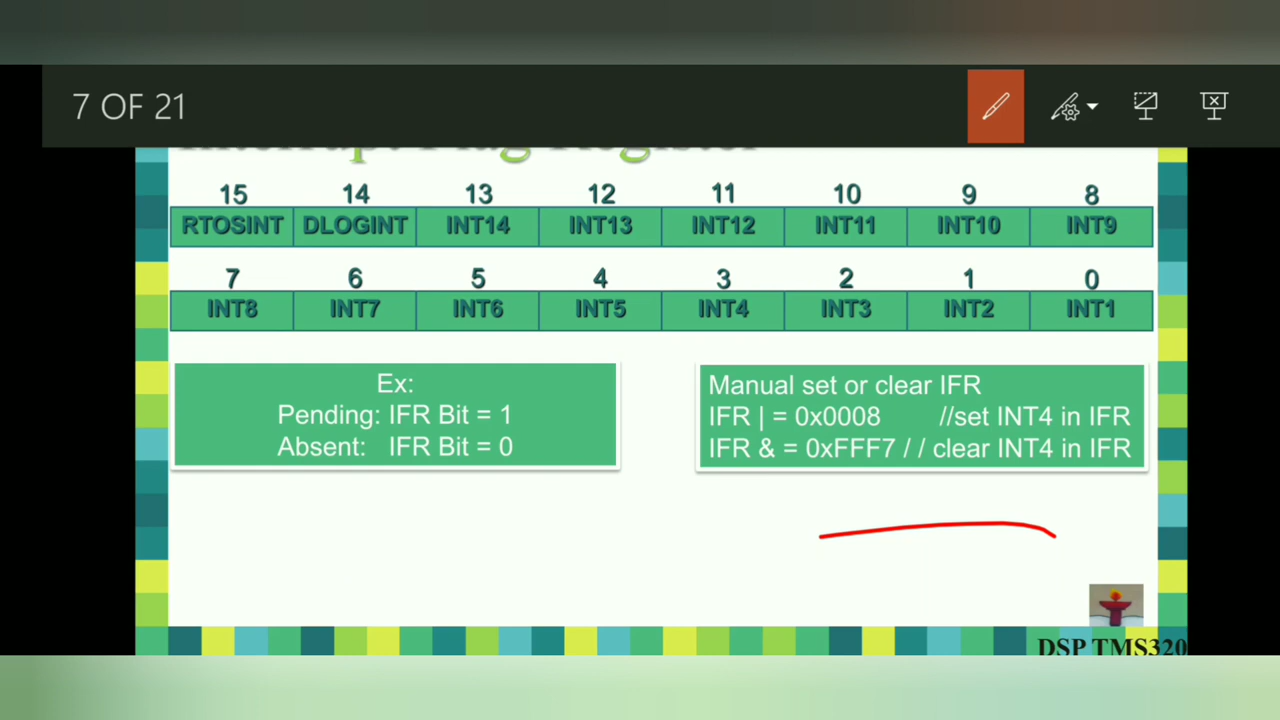 7 OF 21
Interrupt Flag Register
15 14 13 12 11 10 9 8
RTOSINT DLOGINT INT14 INT13 INT12 INT11 INT10 INT9
7 6 5 4 3 2 1 0
INT8 INT7 INT6 INT5 INT4 INT3 INT2 INT1
Ex:
Pending: IFR Bit = 1
Absent: IFR Bit = 0
Manual set or clear IFR
IFR | = 0x0008 //set INT4 in IFR
IFR & = 0xFFF7 / / clear INT4 in IFR
DSP TMS320